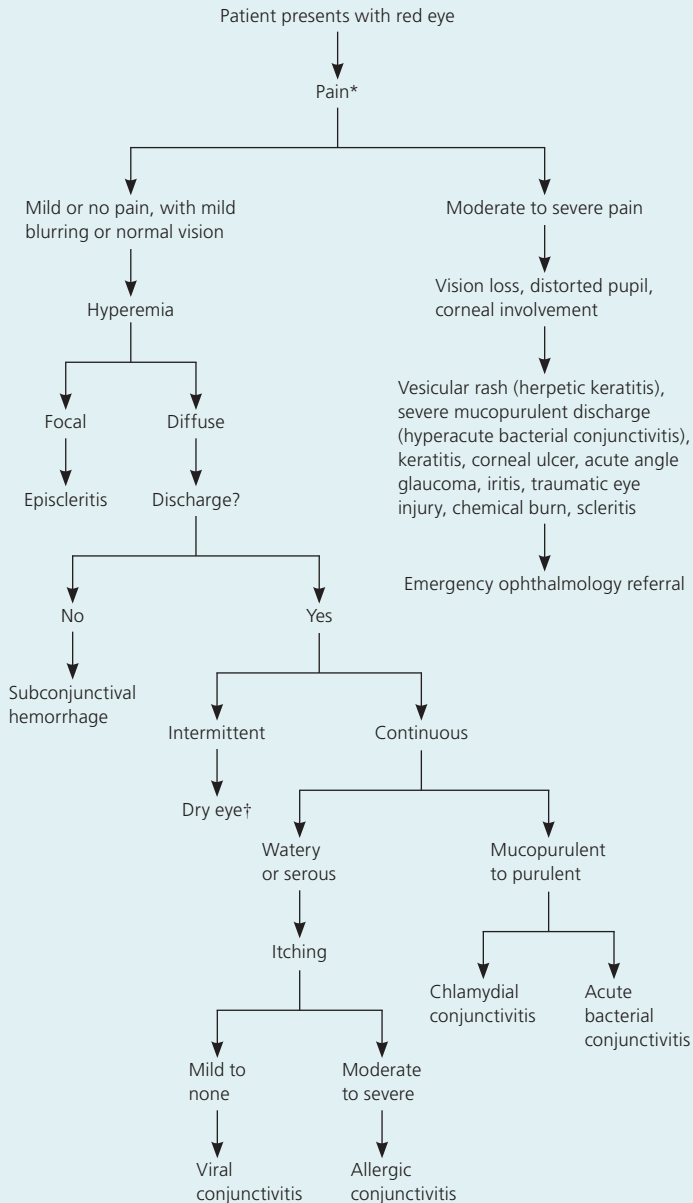 Patient presents with red eye
Pain*
Mild or no pain, with mild
blurring or normal vision
Moderate to severe pain
Hyperemia
Vision loss, distorted pupil,
corneal involvement
Focal
Diffuse
Vesicular rash (herpetic keratitis),
severe mucopurulent discharge
(hyperacute bacterial conjunctivitis),
keratitis, corneal ulcer, acute angle
glaucoma, iritis, traumatic eye
injury, chemical burn, scleritis
Episcleritis
Discharge?
Emergency ophthalmology referral
No
Yes
Subconjunctival
hemorrhage
Intermittent
Continuous
Dry eye†
Watery
or serous
Mucopurulent
to purulent
Itching
Chlamydial
conjunctivitis
Acute
bacterial
conjunctivitis
Mild to
none
Moderate
to severe
Viral
conjunctivitis
Allergic
conjunctivitis